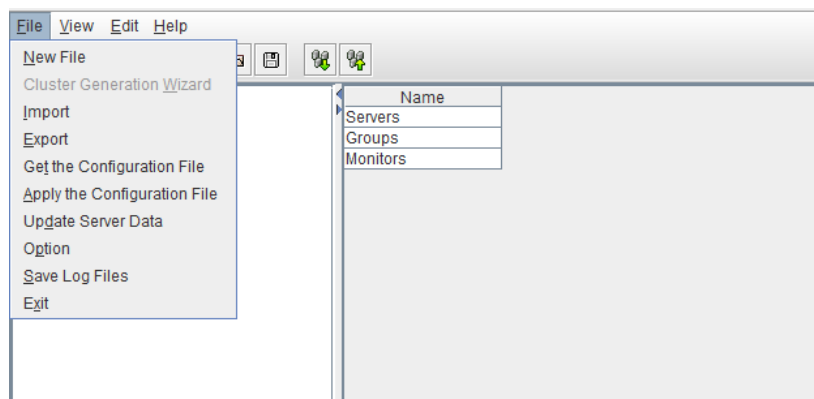 File View Edit Help
New File
Cluster Generation Wizard
Import
Export
Get the Configuration File
Apply the Configuration File
Update Server Data
Option
Save Log Files
Exit
Name
Servers
Groups
Monitors